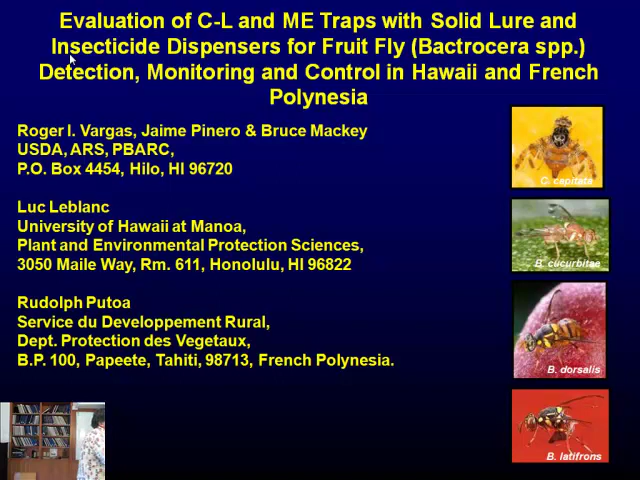 Evaluation of C-L and ME Traps with Solid Lure and
Insecticide Dispensers for Fruit Fly (Bactrocera spp.)
Detection, Monitoring and Control in Hawaii and French
Polynesia
Roger I. Vargas, Jaime Pinero & Bruce Mackey
USDA, ARS, PBARC,
P.O. Box 4454, Hilo, HI 96720
Luc Leblanc
University of Hawaii at Manoa,
Plant and Environmental Protection Sciences,
3050 Maile Way, Rm. 611, Honolulu, HI 96822
Rudolph Putoa
Service du Developpement Rural,
Dept. Protection des Vegetaux,
B.P. 100, Papeete, Tahiti, 98713, French Polynesia.
C. capitata
B. cucurbitae
B. dorsalis
B. latifrons